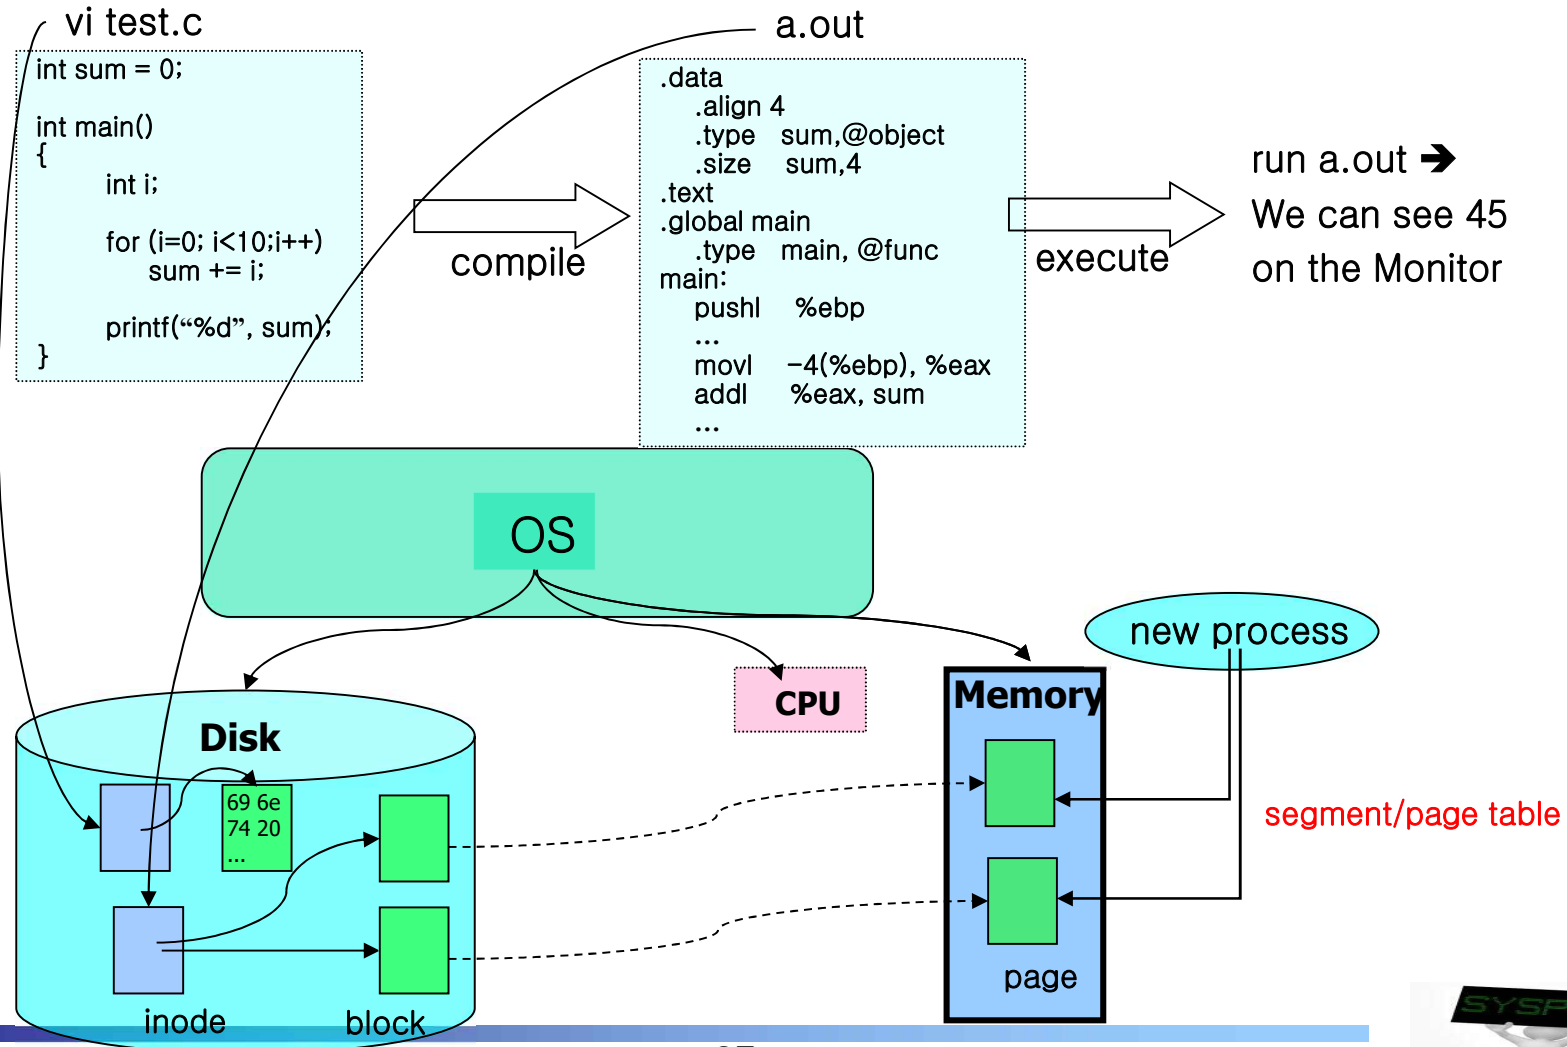 vi test.c
int sum = 0;
int main()
{
int i;
for (i=0; i<10;i++)
sum += i;
printf(“%d”, sum);
}
compile
a.out
.data
.align 4
.type sum,@object
.size sum,4
.text
.global main
.type main, @func
main:
pushl %ebp
...
movl -4(%ebp), %eax
addl %eax, sum
...
execute
run a.out ➔
We can see 45
on the Monitor
OS
new process
CPU
Memory
Disk
69 6e
74 20
...
segment/page table
page
inode
block